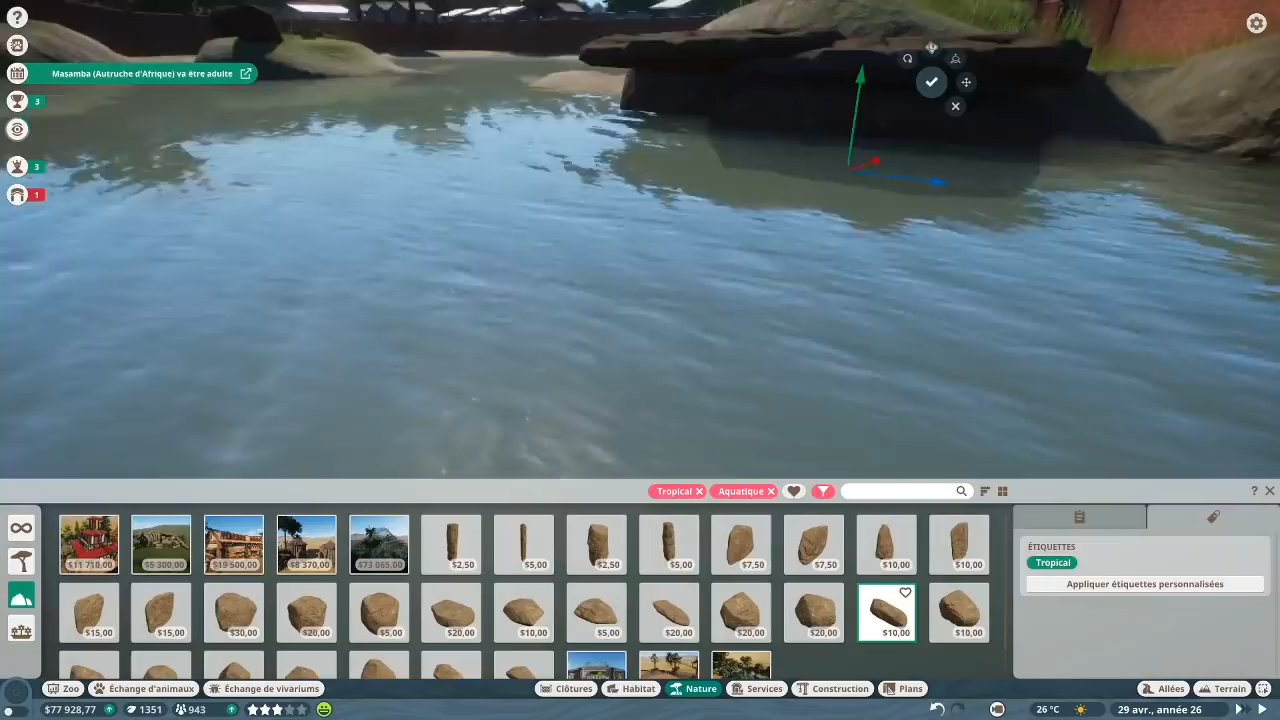 ?
Masamba (Autruche d'Afrique) va être adulte
3
3
1
Tropical ✕ Aquatique ✕
? ✕
$11 710,00 $5 300,00 $19 500,00 $8 370,00 $73 065,00 $2,50 $5,00 $2,50 $5,00 $7,50 $7,50 $10,00 $10,00
$15,00 $15,00 $30,00 $20,00 $5,00 $20,00 $10,00 $5,00 $20,00 $20,00 $20,00 $10,00 $10,00
ÉTIQUETTES
Tropical
Appliquer étiquettes personnalisées
Zoo Échange d'animaux Échange de vivariums Clôtures Habitat Nature Services Construction Plans Allées Terrain
$77 928,77 1351 943 26 °C 29 avr., année 26